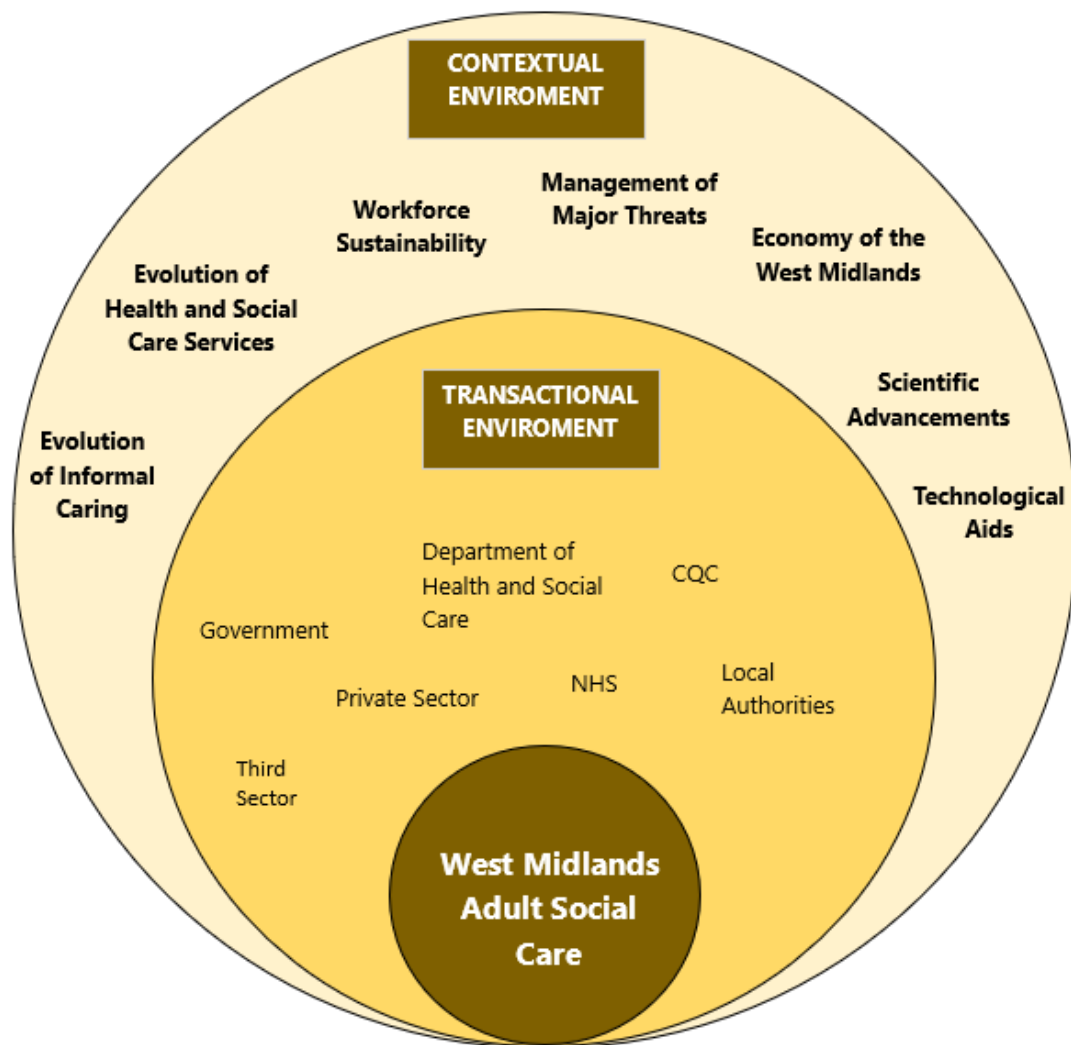 CONTEXTUAL
ENVIROMENT
Management of
Major Threats
Workforce
Sustainability
Economy of the
West Midlands
Evolution of
Health and Social
Care Services
Scientific
Advancements
Evolution
of Informal
Caring
Technological
Aids
TRANSACTIONAL
ENVIROMENT
Department of
Health and Social
Care
CQC
Government
Private Sector
NHS
Local
Authorities
Third
Sector
West Midlands
Adult Social
Care